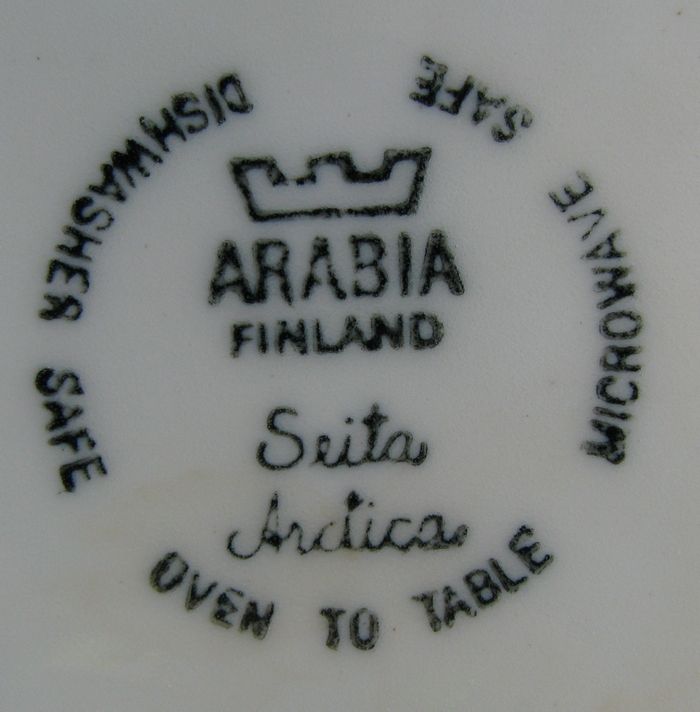 ARABIA
FINLAND
Seita
Arctica
DISHWASHER SAFE
MICROWAVE SAFE
OVEN TO TABLE